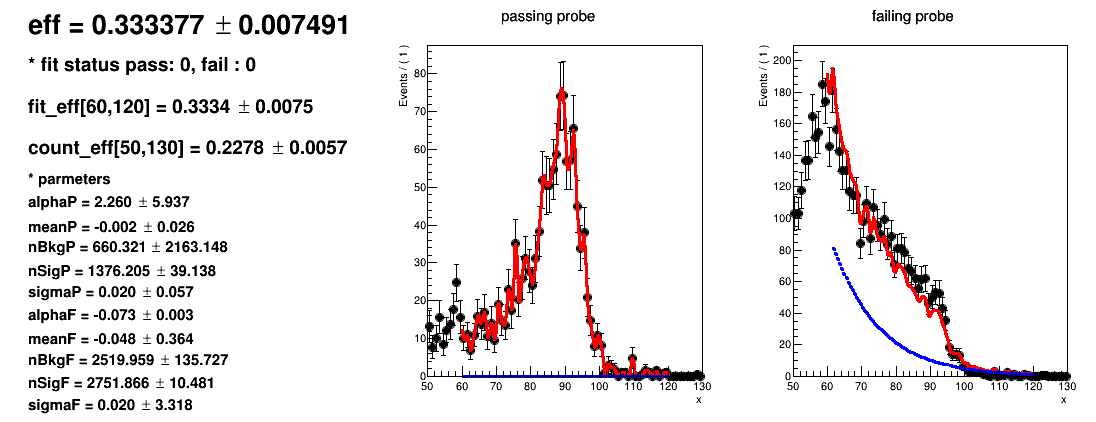 eff = 0.333377 ± 0.007491
* fit status pass: 0, fail : 0
fit_eff[60,120] = 0.3334 ± 0.0075
count_eff[50,130] = 0.2278 ± 0.0057
* parmeters
alphaP = 2.260 ± 5.937
meanP = -0.002 ± 0.026
nBkgP = 660.321 ± 2163.148
nSigP = 1376.205 ± 39.138
sigmaP = 0.020 ± 0.057
alphaF = -0.073 ± 0.003
meanF = -0.048 ± 0.364
nBkgF = 2519.959 ± 135.727
nSigF = 2751.866 ± 10.481
sigmaF = 0.020 ± 3.318
passing probe
Events / ( 1 )
80
70
60
50
40
30
20
10
0
50 60 70 80 90 100 110 120 130
x
failing probe
Events / ( 1 )
200
180
160
140
120
100
80
60
40
20
0
50 60 70 80 90 100 110 120 130
x